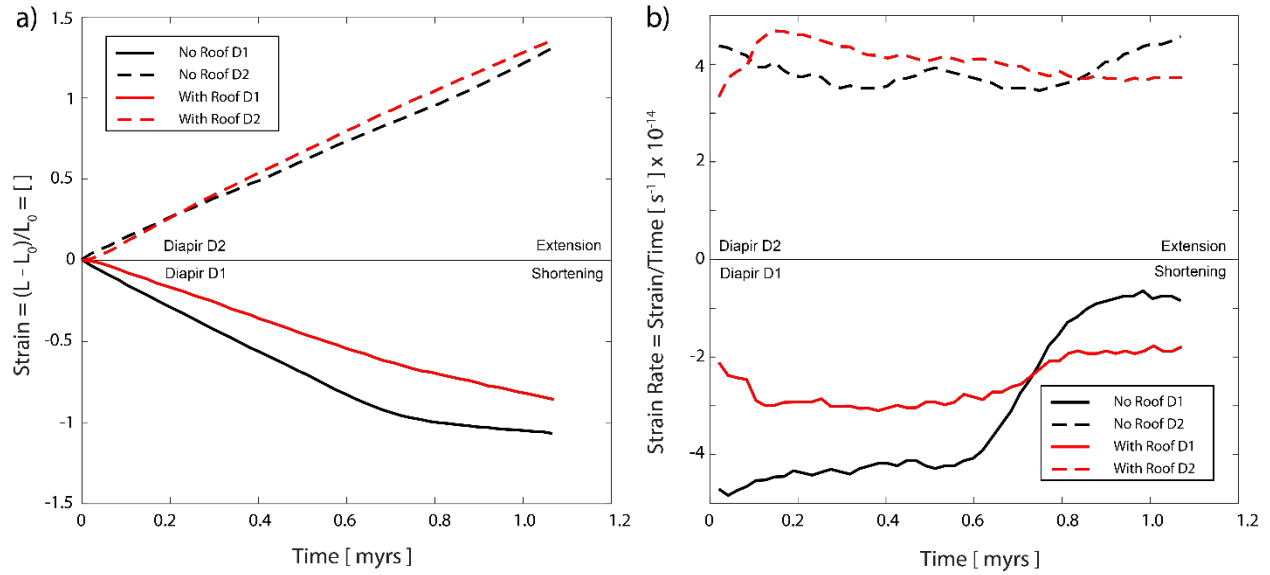 a)
Strain = (L - L₀)/L₀ = [ ]
1.5
1
0.5
0
-0.5
-1
-1.5
No Roof D1
No Roof D2
With Roof D1
With Roof D2
Diapir D2
Extension
Diapir D1
Shortening
0
0.2
0.4
0.6
0.8
1.0
1.2
Time [ myrs ]
b)
Strain Rate = Strain/Time [ s⁻¹ ] x 10⁻¹⁴
4
2
0
-2
-4
Diapir D2
Extension
Diapir D1
Shortening
No Roof D1
No Roof D2
With Roof D1
With Roof D2
0
0.2
0.4
0.6
0.8
1.0
1.2
Time [ myrs ]